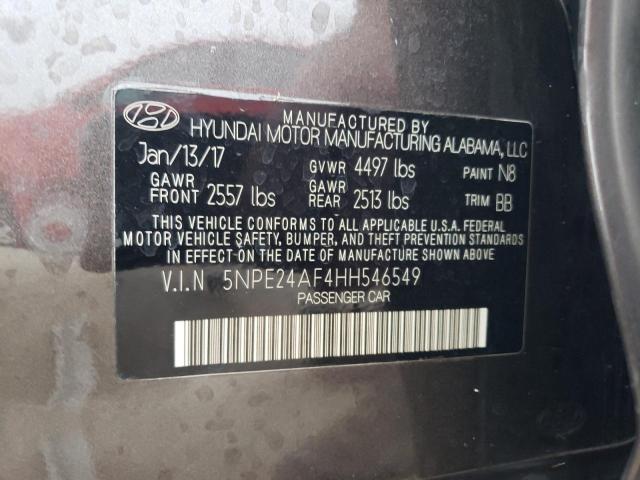 MANUFACTURED BY
HYUNDAI MOTOR MANUFACTURING ALABAMA, LLC
Jan/13/17 GVWR 4497 lbs PAINT N8
GAWR FRONT 2557 lbs GAWR REAR 2513 lbs TRIM BB
THIS VEHICLE CONFORMS TO ALL APPLICABLE U.S.A. FEDERAL
MOTOR VEHICLE SAFETY, BUMPER, AND THEFT PREVENTION STANDARDS
IN EFFECT ON THE DATE OF MANUFACTURE SHOWN ABOVE.
V.I.N 5NPE24AF4HH546549
PASSENGER CAR